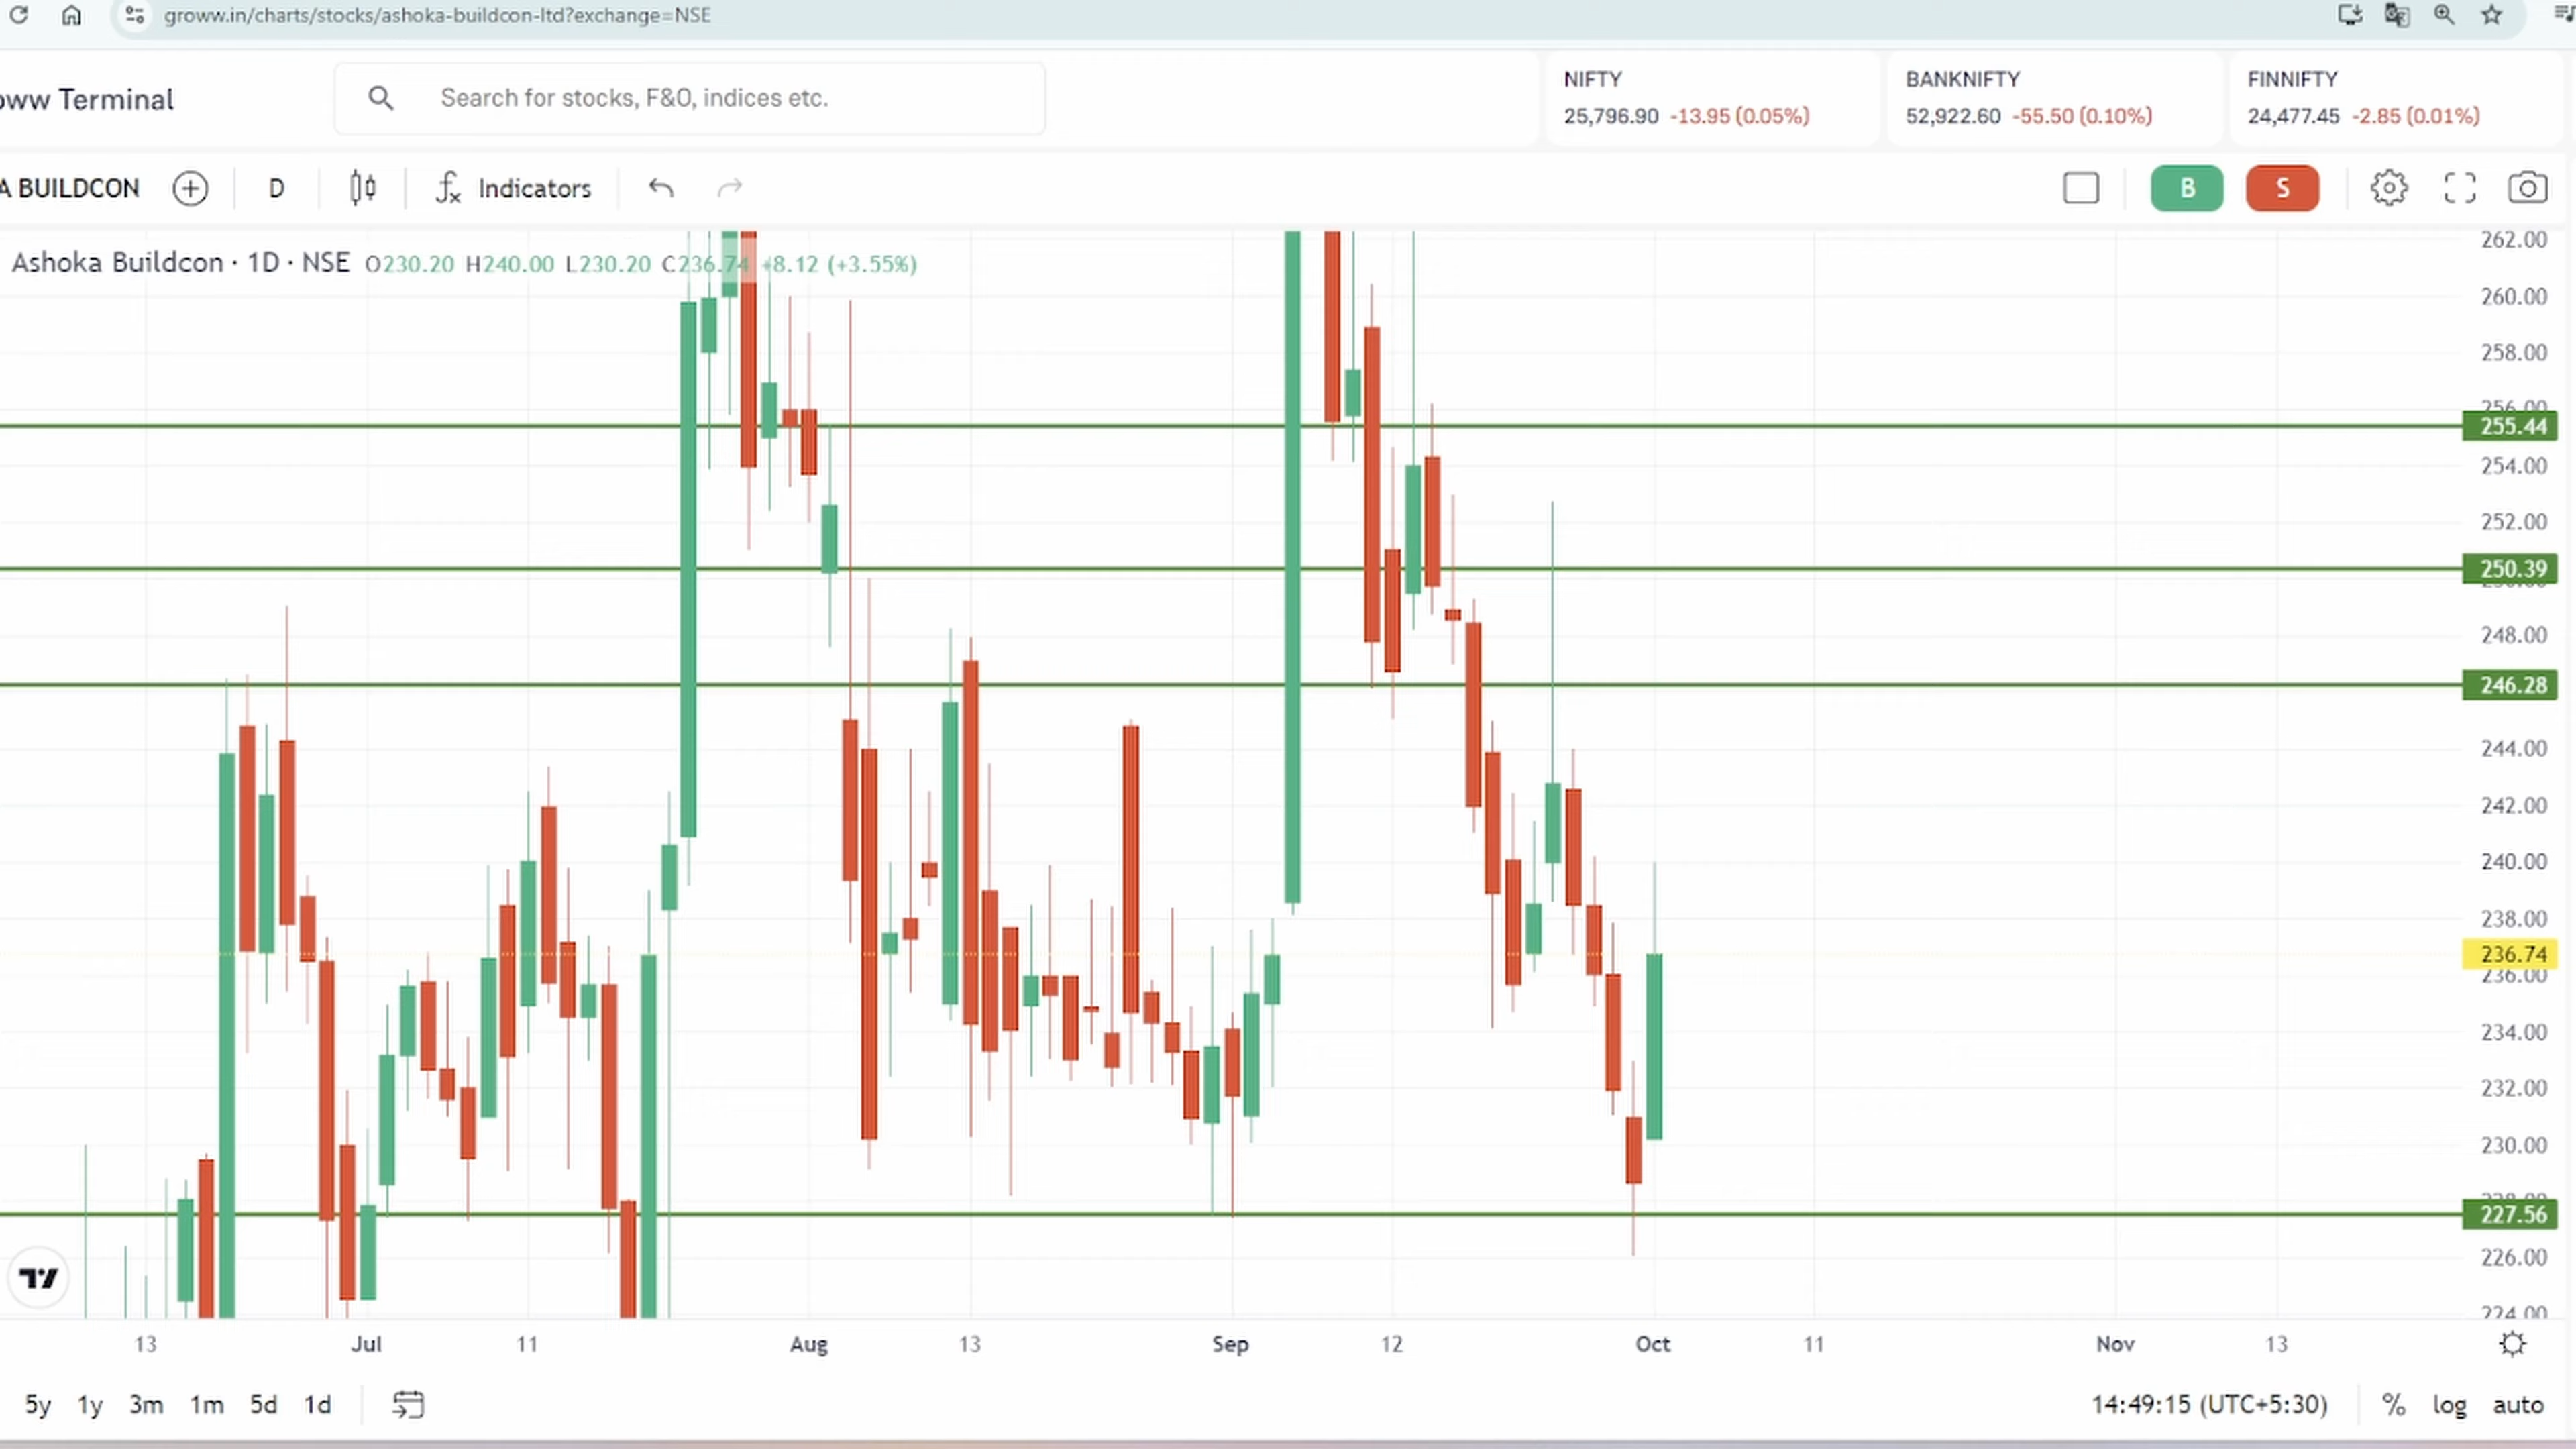 groww.in/charts/stocks/ashoka-buildcon-ltd?exchange=NSE
oww Terminal
Search for stocks, F&O, indices etc.
NIFTY
25,796.90 -13.95 (0.05%)
BANKNIFTY
52,922.60 -55.50 (0.10%)
FINNIFTY
24,477.45 -2.85 (0.01%)
A BUILDCON
D
Indicators
B
S
Ashoka Buildcon · 1D · NSE O230.20 H240.00 L230.20 C236.74 +8.12 (+3.55%)
262.00
260.00
258.00
256.00
255.44
254.00
252.00
250.39
248.00
246.28
244.00
242.00
240.00
238.00
236.74
236.00
234.00
232.00
230.00
227.56
226.00
224.00
13 Jul 11 Aug 13 Sep 12 Oct 11 Nov 13
5y 1y 3m 1m 5d 1d
14:49:15 (UTC+5:30) % log auto